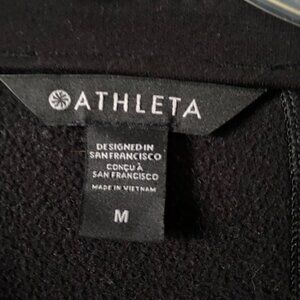 ATHLETA
DESIGNED IN
SAN FRANCISCO
CONÇU À
SAN FRANCISCO
MADE IN VIETNAM
M